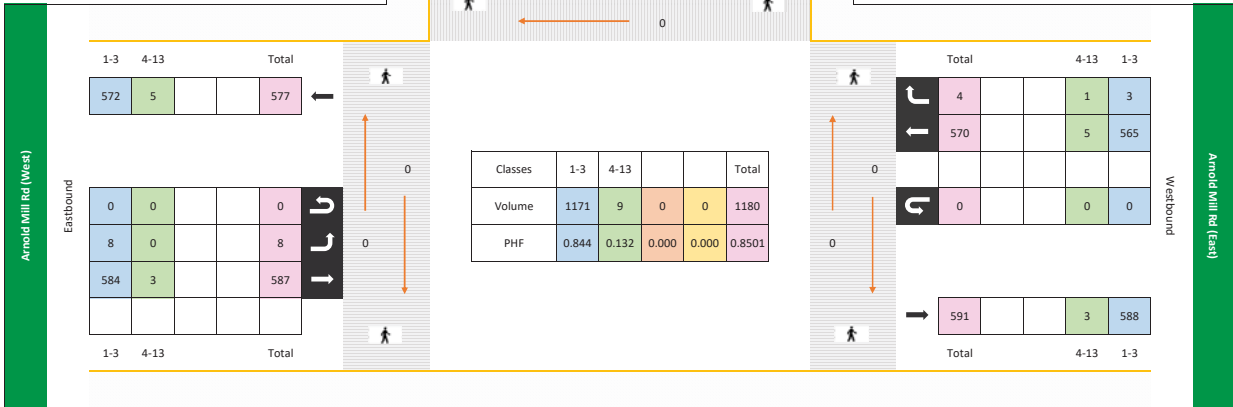 0
1-3 4-13 Total
572 5 577
Total 4-13 1-3
4 1 3
570 5 565
0
0
Classes 1-3 4-13 Total
Volume 1171 9 0 0 1180
PHF 0.844 0.132 0.000 0.000 0.8501
Arnold Mill Rd (West)
Eastbound
0 0 0
8 0 8
584 3 587
0
0
0 0 0
Westbound
Arnold Mill Rd (East)
591 3 588
1-3 4-13 Total
Total 4-13 1-3